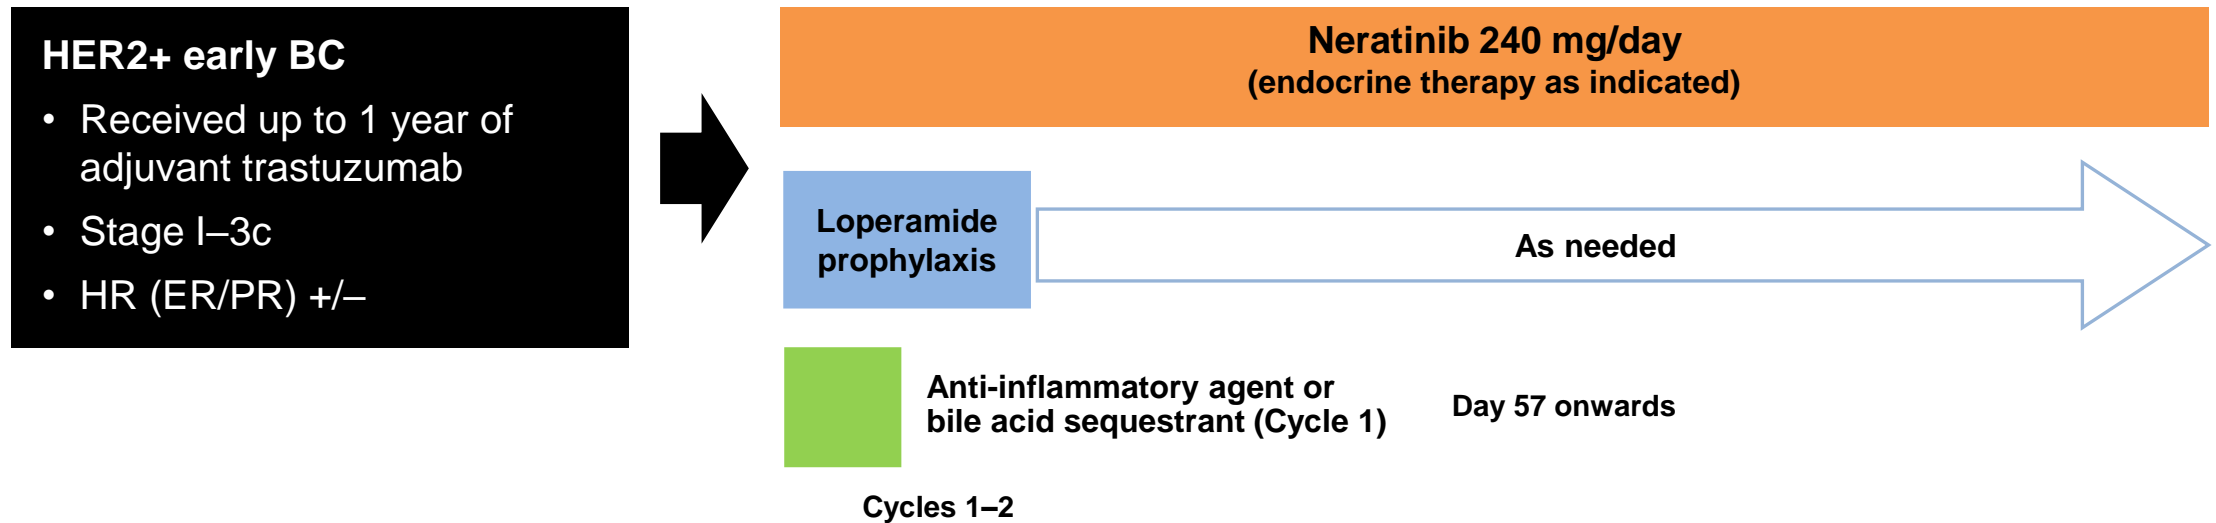 HER2+ early BC
• Received up to 1 year of
adjuvant trastuzumab
• Stage I–3c
• HR (ER/PR) +/–
Neratinib 240 mg/day
(endocrine therapy as indicated)
Loperamide
prophylaxis
As needed
Anti-inflammatory agent or
bile acid sequestrant (Cycle 1)
Day 57 onwards
Cycles 1–2